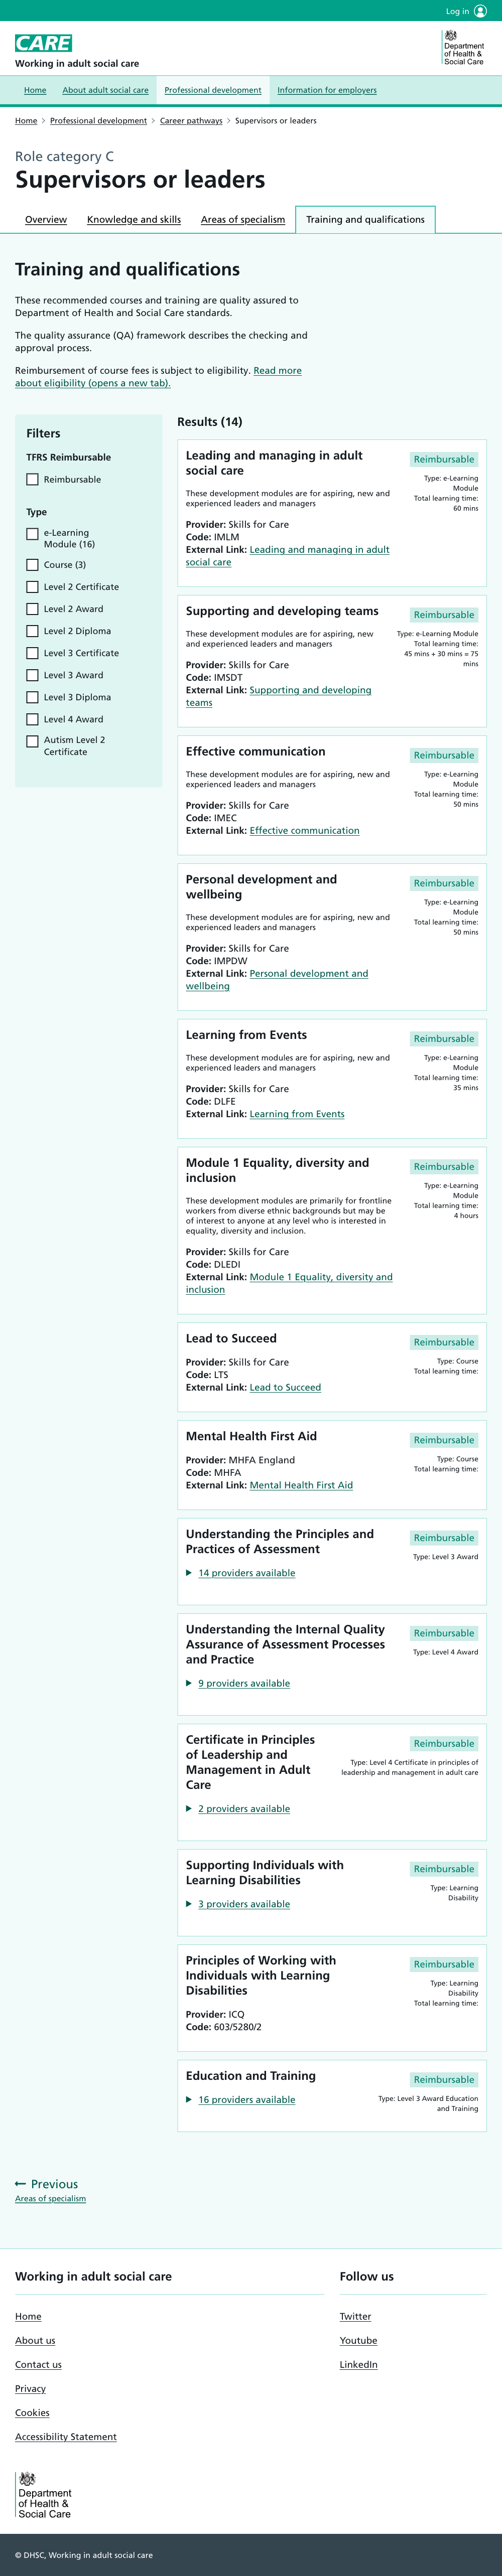 Log in
CARE
Working in adult social care
Department
of Health &
Social Care
Home
About adult social care
Professional development
Information for employers
Home > Professional development > Career pathways > Supervisors or leaders
Role category C
Supervisors or leaders
Overview
Knowledge and skills
Areas of specialism
Training and qualifications
Training and qualifications
These recommended courses and training are quality assured to
Department of Health and Social Care standards.
The quality assurance (QA) framework describes the checking and
approval process.
Reimbursement of course fees is subject to eligibility. Read more
about eligibility (opens a new tab).
Filters
TFRS Reimbursable
Reimbursable
Type
e-Learning
Module (16)
Course (3)
Level 2 Certificate
Level 2 Award
Level 2 Diploma
Level 3 Certificate
Level 3 Award
Level 3 Diploma
Level 4 Award
Autism Level 2
Certificate
Results (14)
Leading and managing in adult
social care
These development modules are for aspiring, new and
experienced leaders and managers
Provider: Skills for Care
Code: IMLM
External Link: Leading and managing in adult
social care
Reimbursable
Type: e-Learning
Module
Total learning time:
60 mins
Supporting and developing teams
These development modules are for aspiring, new
and experienced leaders and managers
Provider: Skills for Care
Code: IMSDT
External Link: Supporting and developing
teams
Reimbursable
Type: e-Learning Module
Total learning time:
45 mins + 30 mins = 75
mins
Effective communication
These development modules are for aspiring, new and
experienced leaders and managers
Provider: Skills for Care
Code: IMEC
External Link: Effective communication
Reimbursable
Type: e-Learning
Module
Total learning time:
50 mins
Personal development and
wellbeing
These development modules are for aspiring, new and
experienced leaders and managers
Provider: Skills for Care
Code: IMPDW
External Link: Personal development and
wellbeing
Reimbursable
Type: e-Learning
Module
Total learning time:
50 mins
Learning from Events
These development modules are for aspiring, new and
experienced leaders and managers
Provider: Skills for Care
Code: DLFE
External Link: Learning from Events
Reimbursable
Type: e-Learning
Module
Total learning time:
35 mins
Module 1 Equality, diversity and
inclusion
These development modules are primarily for frontline
workers from diverse ethnic backgrounds but may be
of interest to anyone at any level who is interested in
equality, diversity and inclusion.
Provider: Skills for Care
Code: DLEDI
External Link: Module 1 Equality, diversity and
inclusion
Reimbursable
Type: e-Learning
Module
Total learning time:
4 hours
Lead to Succeed
Provider: Skills for Care
Code: LTS
External Link: Lead to Succeed
Reimbursable
Type: Course
Total learning time:
Mental Health First Aid
Provider: MHFA England
Code: MHFA
External Link: Mental Health First Aid
Reimbursable
Type: Course
Total learning time:
Understanding the Principles and
Practices of Assessment
14 providers available
Reimbursable
Type: Level 3 Award
Understanding the Internal Quality
Assurance of Assessment Processes
and Practice
9 providers available
Reimbursable
Type: Level 4 Award
Certificate in Principles
of Leadership and
Management in Adult
Care
2 providers available
Reimbursable
Type: Level 4 Certificate in principles of
leadership and management in adult care
Supporting Individuals with
Learning Disabilities
3 providers available
Reimbursable
Type: Learning
Disability
Principles of Working with
Individuals with Learning
Disabilities
Provider: ICQ
Code: 603/5280/2
Reimbursable
Type: Learning
Disability
Total learning time:
Education and Training
16 providers available
Reimbursable
Type: Level 3 Award Education
and Training
Previous
Areas of specialism
Working in adult social care
Home
About us
Contact us
Privacy
Cookies
Accessibility Statement
Follow us
Twitter
Youtube
LinkedIn
Department
of Health &
Social Care
© DHSC, Working in adult social care